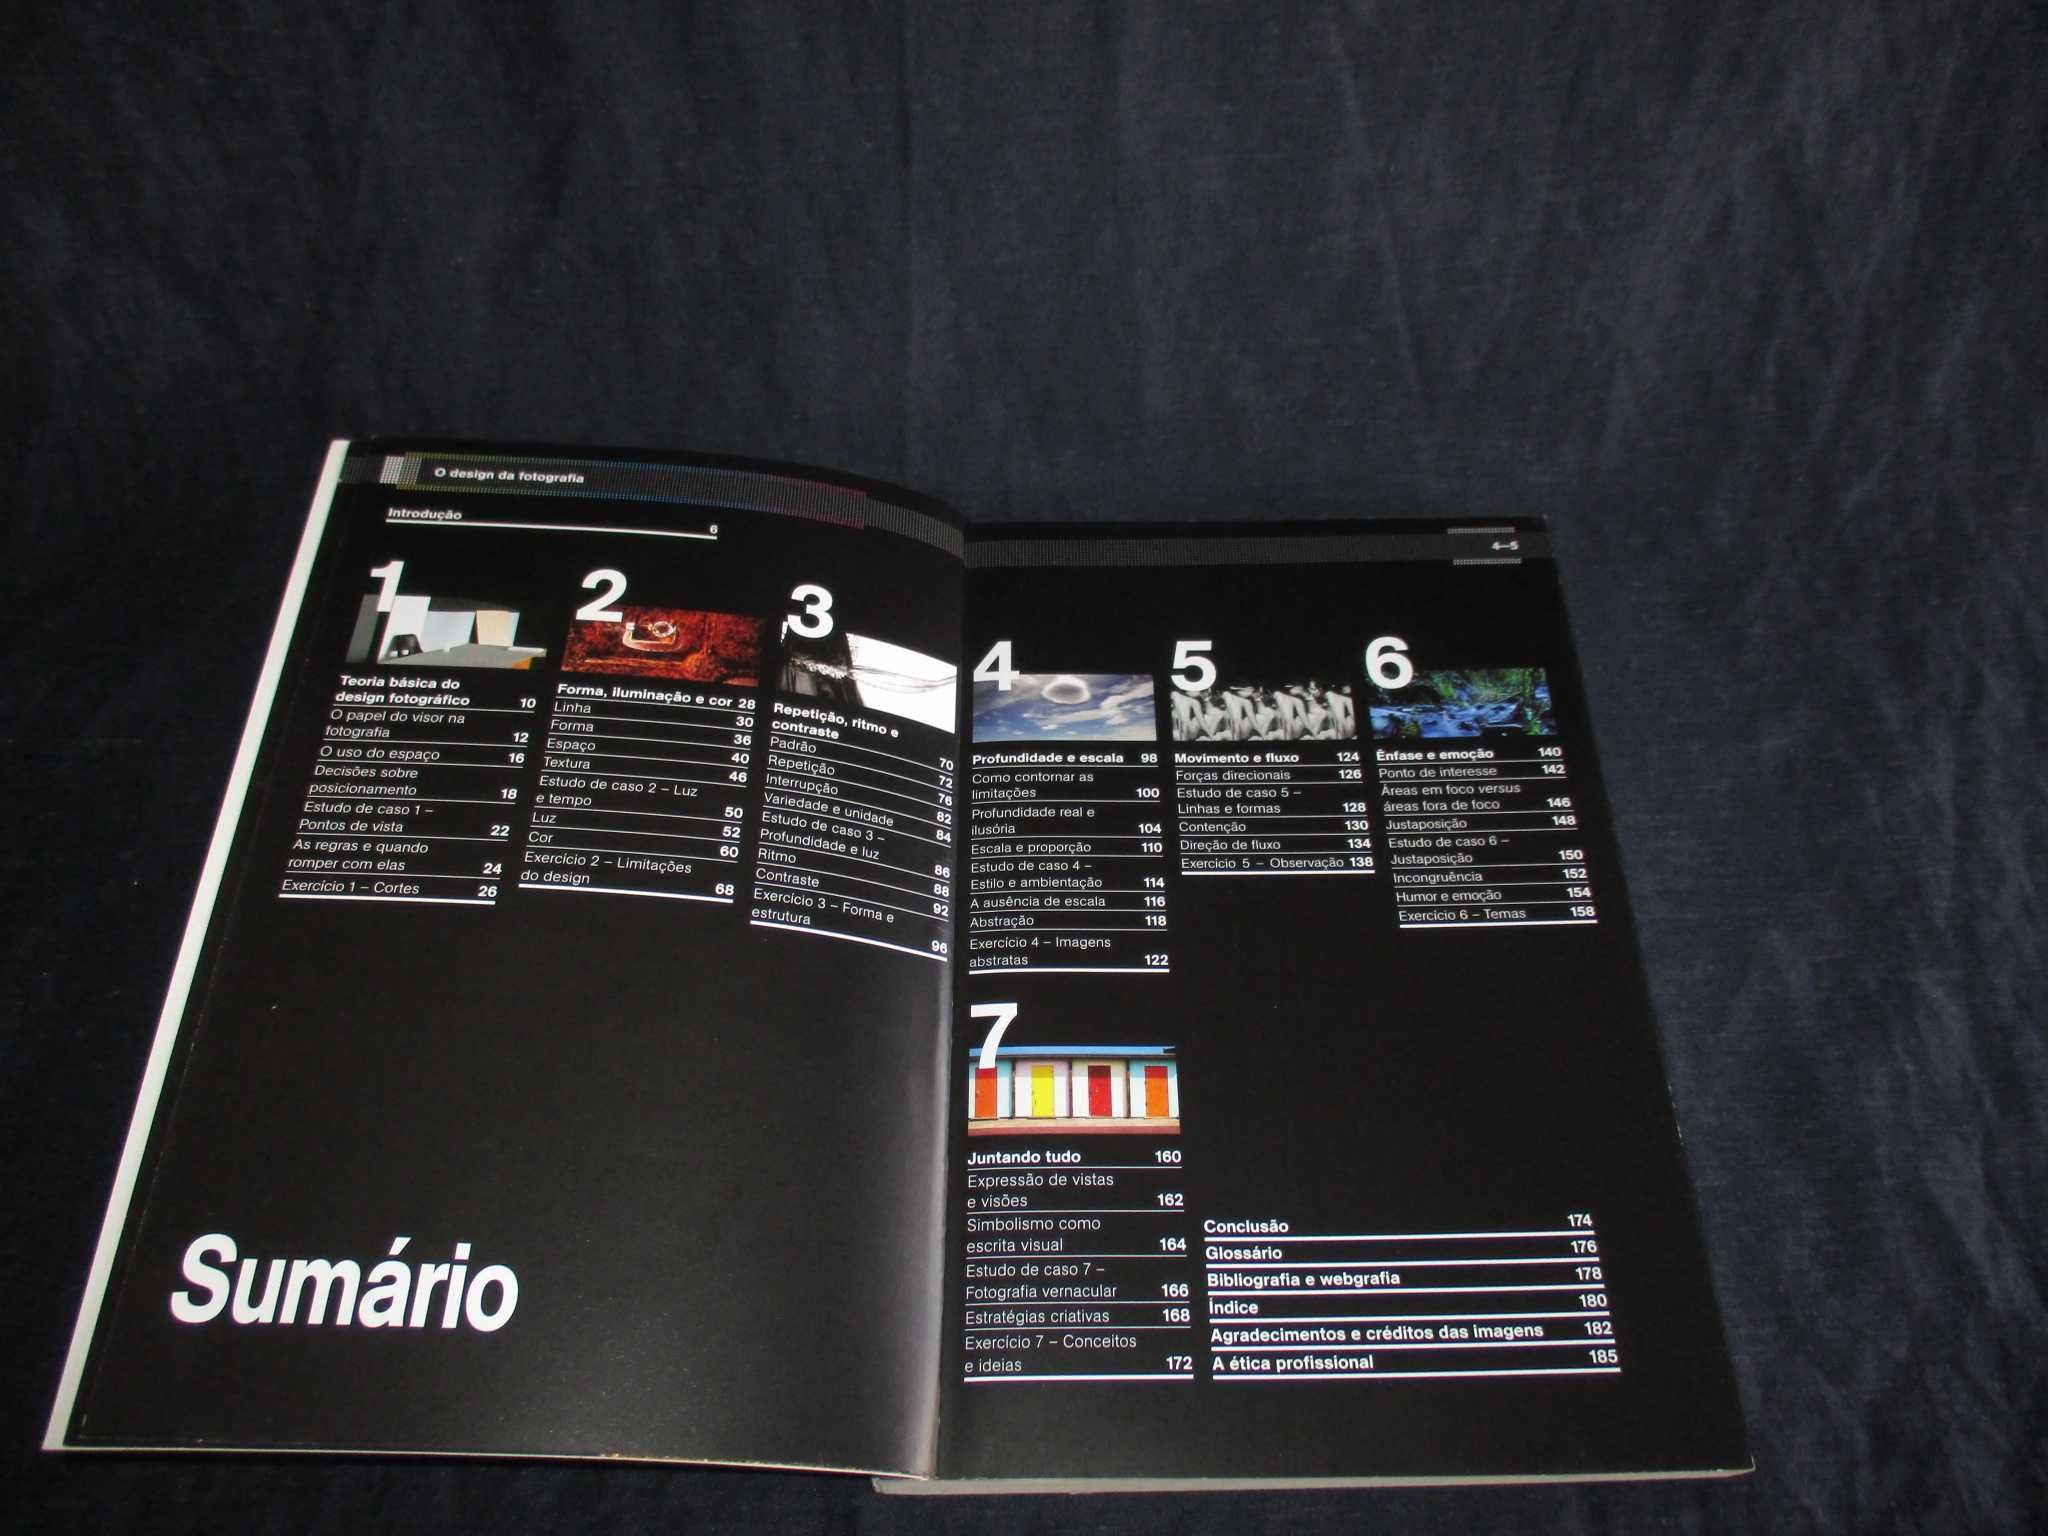 O design da fotografia
Introdução 6
1
Teoria básica do
design fotográfico 10
O papel do visor na
fotografia 12
O uso do espaço 16
Decisões sobre
posicionamento 18
Estudo de caso 1 –
Pontos de vista 22
As regras e quando
romper com elas 24
Exercício 1 – Cortes 26
2
Forma, iluminação e cor 28
Linha 30
Forma 36
Espaço 40
Textura 46
Estudo de caso 2 – Luz
e tempo 50
Luz 52
Cor 60
Exercício 2 – Limitações
do design 68
3
Repetição, ritmo e
contraste 70
Padrão 72
Repetição 76
Interrupção 82
Variedade e unidade 84
Estudo de caso 3 –
Profundidade e luz 86
Ritmo 88
Contraste 92
Exercício 3 – Forma e
estrutura 96
Sumário
4–5
4
Profundidade e escala 98
Como contornar as
limitações 100
Profundidade real e
ilusória 104
Escala e proporção 110
Estudo de caso 4 –
Estilo e ambientação 114
A ausência de escala 116
Abstração 118
Exercício 4 – Imagens
abstratas 122
5
Movimento e fluxo 124
Forças direcionais 126
Estudo de caso 5 –
Linhas e formas 128
Contenção 130
Direção de fluxo 134
Exercício 5 – Observação 138
6
Ênfase e emoção 140
Ponto de interesse 142
Áreas em foco versus
áreas fora de foco 146
Justaposição 148
Estudo de caso 6 –
Justaposição 150
Incongruência 152
Humor e emoção 154
Exercício 6 – Temas 158
7
Juntando tudo 160
Expressão de vistas
e visões 162
Simbolismo como
escrita visual 164
Estudo de caso 7 –
Fotografia vernacular 166
Estratégias criativas 168
Exercício 7 – Conceitos
e ideias 172
Conclusão 174
Glossário 176
Bibliografia e webgrafia 178
Índice 180
Agradecimentos e créditos das imagens 182
A ética profissional 185